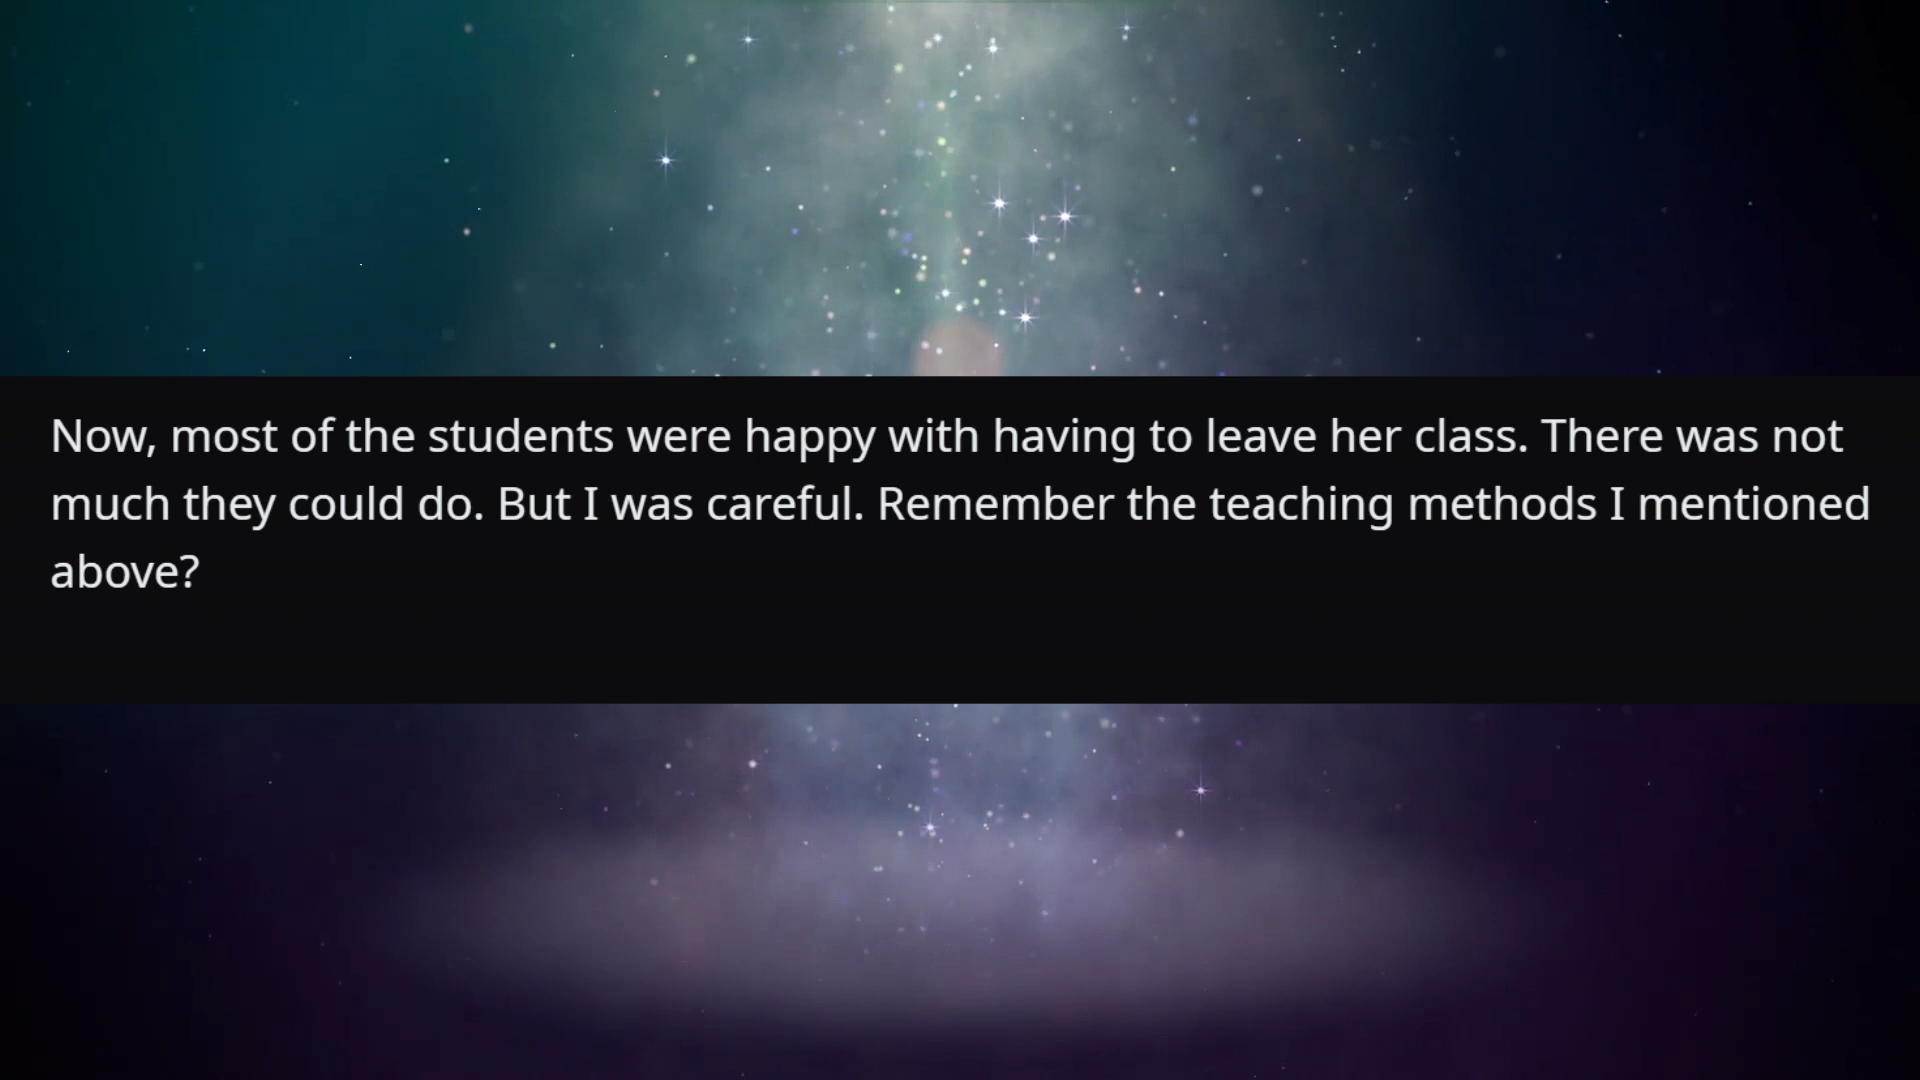 Now, most of the students were happy with having to leave her class. There was not
much they could do. But I was careful. Remember the teaching methods I mentioned
above?